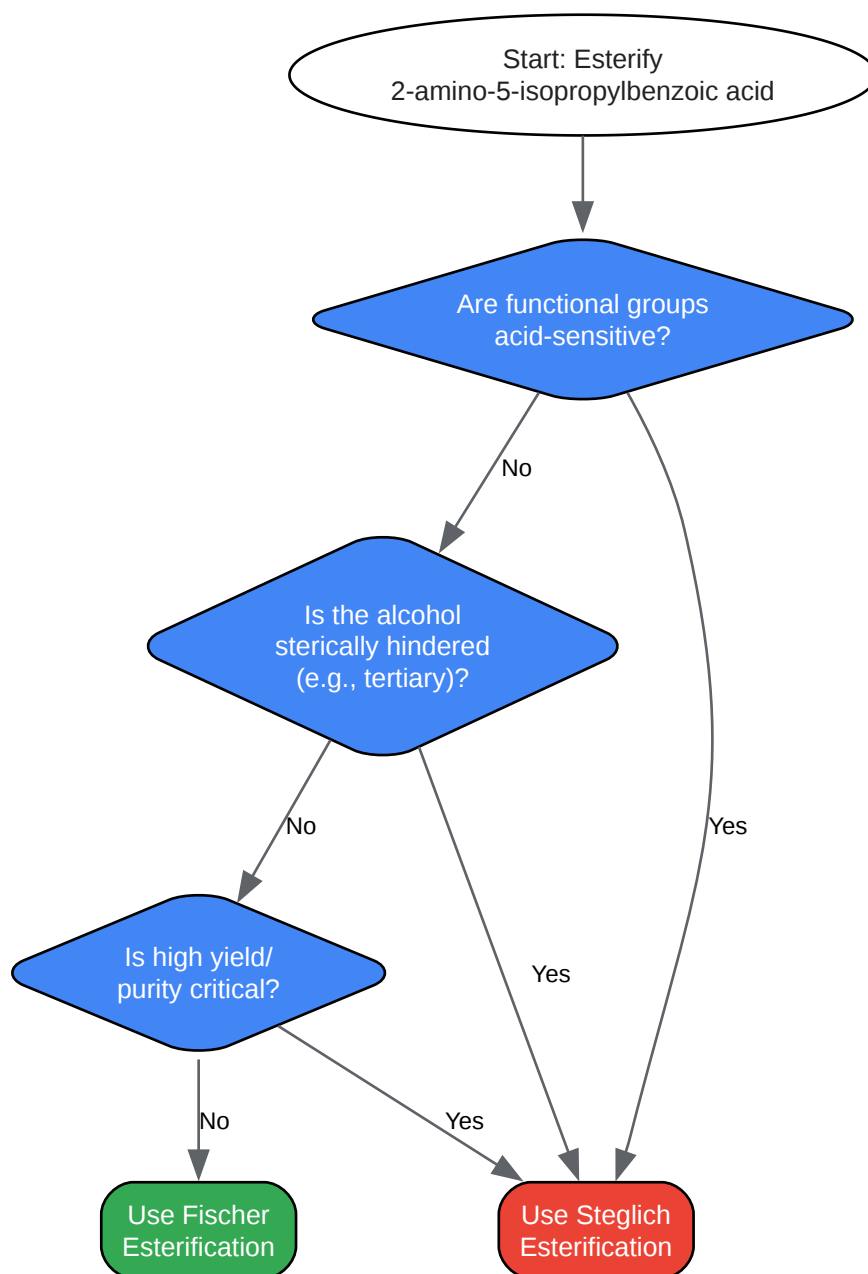 Start: Esterify
2-amino-5-isopropylbenzoic acid
Are functional groups
acid-sensitive?
No
Is the alcohol
sterically hindered
(e.g., tertiary)?
No
Yes
Is high yield/
purity critical?
Yes
No
Yes
Use Fischer
Esterification
Use Steglich
Esterification